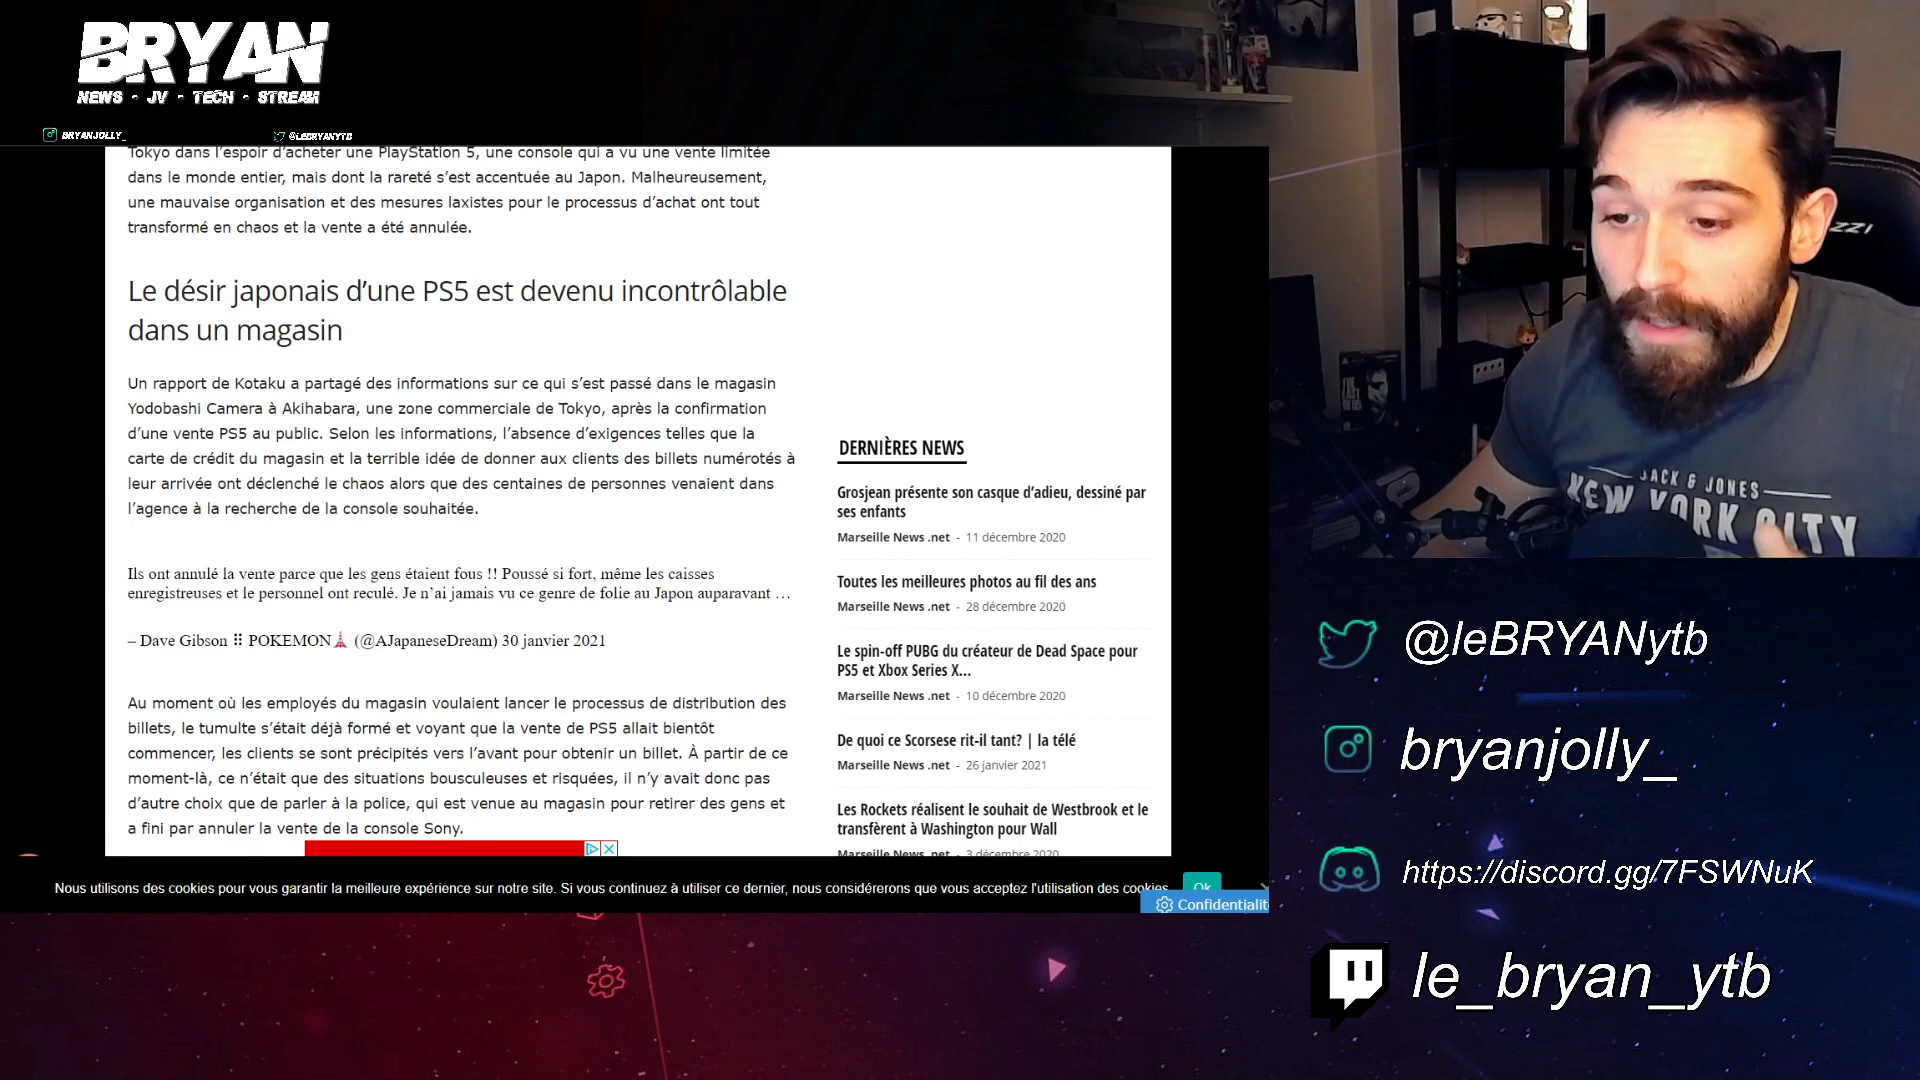 BRYAN
NEWS - JV - TECH - STREAM
BRYANJOLLY_
@LEBRYANYTB
Tokyo dans l’espoir d’acheter une PlayStation 5, une console qui a vu une vente limitée
dans le monde entier, mais dont la rareté s’est accentuée au Japon. Malheureusement,
une mauvaise organisation et des mesures laxistes pour le processus d’achat ont tout
transformé en chaos et la vente a été annulée.
Le désir japonais d’une PS5 est devenu incontrôlable
dans un magasin
Un rapport de Kotaku a partagé des informations sur ce qui s’est passé dans le magasin
Yodobashi Camera à Akihabara, une zone commerciale de Tokyo, après la confirmation
d’une vente PS5 au public. Selon les informations, l’absence d’exigences telles que la
carte de crédit du magasin et la terrible idée de donner aux clients des billets numérotés à
leur arrivée ont déclenché le chaos alors que des centaines de personnes venaient dans
l’agence à la recherche de la console souhaitée.
Ils ont annulé la vente parce que les gens étaient fous !! Poussé si fort, même les caisses
enregistreuses et le personnel ont reculé. Je n’ai jamais vu ce genre de folie au Japon auparavant …
– Dave Gibson ⠿ POKEMON🗼 (@AJapaneseDream) 30 janvier 2021
Au moment où les employés du magasin voulaient lancer le processus de distribution des
billets, le tumulte s’était déjà formé et voyant que la vente de PS5 allait bientôt
commencer, les clients se sont précipités vers l’avant pour obtenir un billet. À partir de ce
moment-là, ce n’était que des situations bousculeuses et risquées, il n’y avait donc pas
d’autre choix que de parler à la police, qui est venue au magasin pour retirer des gens et
a fini par annuler la vente de la console Sony.
DERNIÈRES NEWS
Grosjean présente son casque d’adieu, dessiné par
ses enfants
Marseille News .net - 11 décembre 2020
Toutes les meilleures photos au fil des ans
Marseille News .net - 28 décembre 2020
Le spin-off PUBG du créateur de Dead Space pour
PS5 et Xbox Series X...
Marseille News .net - 10 décembre 2020
De quoi ce Scorsese rit-il tant? | la télé
Marseille News .net - 26 janvier 2021
Les Rockets réalisent le souhait de Westbrook et le
transfèrent à Washington pour Wall
Marseille News .net - 3 décembre 2020
Nous utilisons des cookies pour vous garantir la meilleure expérience sur notre site. Si vous continuez à utiliser ce dernier, nous considérerons que vous acceptez l'utilisation des cookies.
Ok
Confidentialit
ZZI
JACK & JONES
NEW YORK CITY
@leBRYANytb
bryanjolly_
https://discord.gg/7FSWNuK
le_bryan_ytb